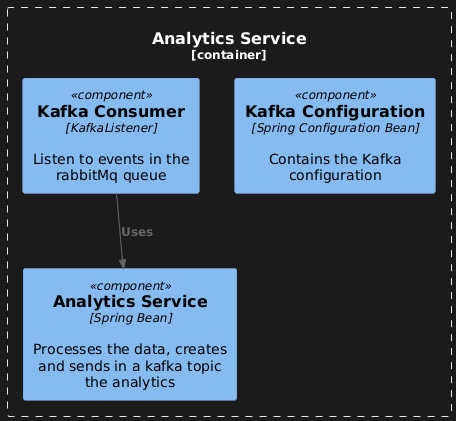 Analytics Service
[container]
«component»
Kafka Consumer
[KafkaListener]
Listen to events in the
rabbitMq queue
«component»
Kafka Configuration
[Spring Configuration Bean]
Contains the Kafka
configuration
Uses
«component»
Analytics Service
[Spring Bean]
Processes the data, creates
and sends in a kafka topic
the analytics